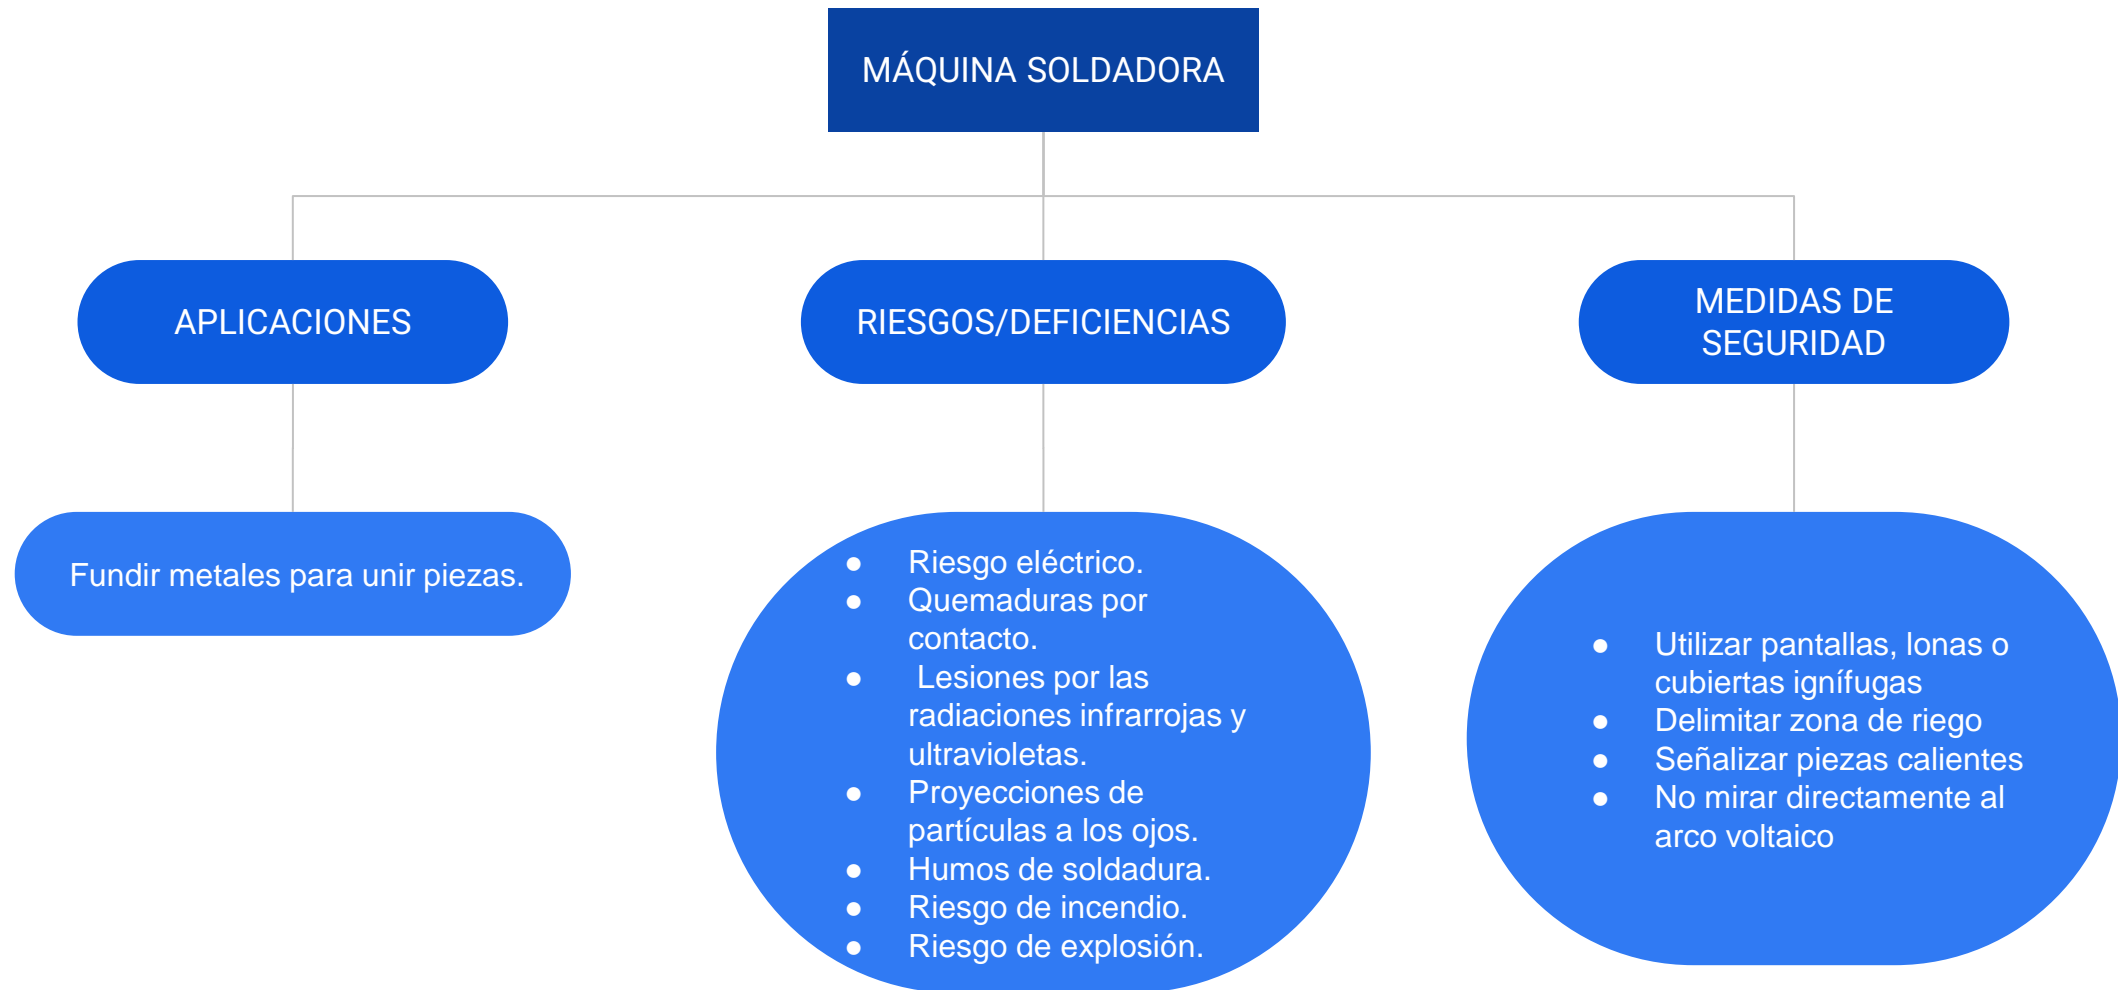 MÁQUINA SOLDADORA
APLICACIONES
RIESGOS/DEFICIENCIAS
MEDIDAS DE
SEGURIDAD
Fundir metales para unir piezas.
● Riesgo eléctrico.
● Quemaduras por
contacto.
● Lesiones por las
radiaciones infrarrojas y
ultravioletas.
● Proyecciones de
partículas a los ojos.
● Humos de soldadura.
● Riesgo de incendio.
● Riesgo de explosión.
● Utilizar pantallas, lonas o
cubiertas ignífugas
● Delimitar zona de riego
● Señalizar piezas calientes
● No mirar directamente al
arco voltaico